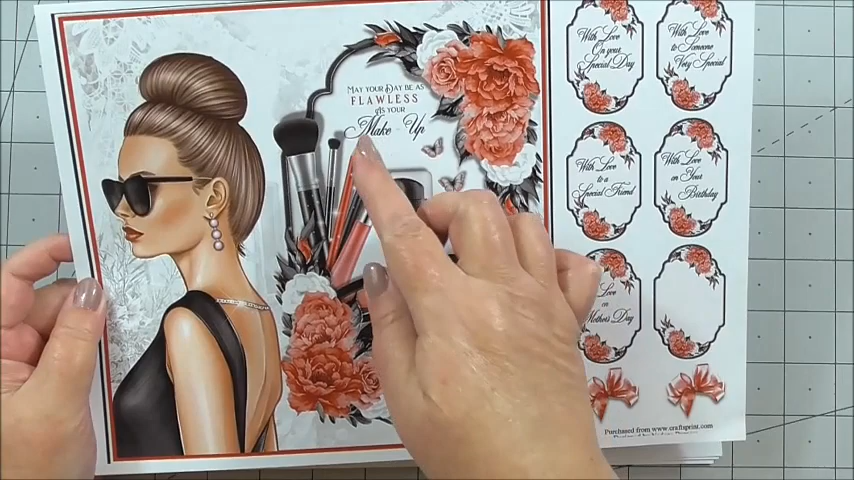 MAY YOUR DAY BE AS
FLAWLESS
AS YOUR
Make Up
With Love
On your
Special Day
With Love
to Someone
Very Special
With Love
to a Special Friend
With Love
on Your
Birthday
Love
on
Mothers Day
Purchased from www.craftsprint.com